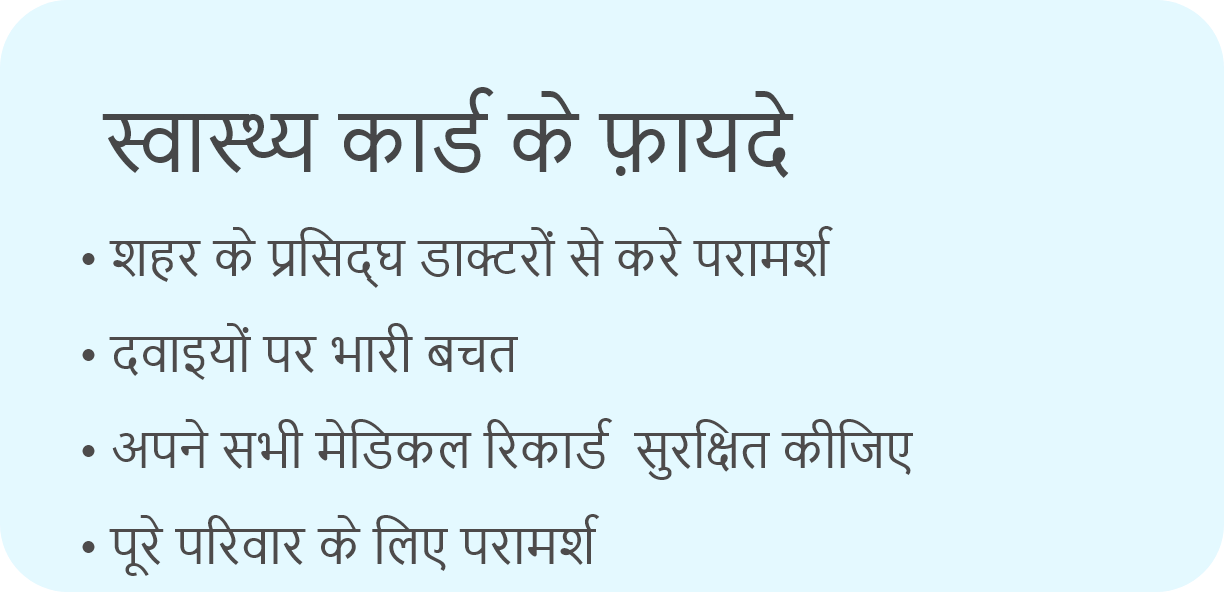 स्वास्थ्य कार्ड के फ़ायदे
• शहर के प्रसिद्घ डाक्टरों से करे परामर्श
• दवाइयों पर भारी बचत
• अपने सभी मेडिकल रिकार्ड  सुरक्षित कीजिए
• पूरे परिवार के लिए परामर्श